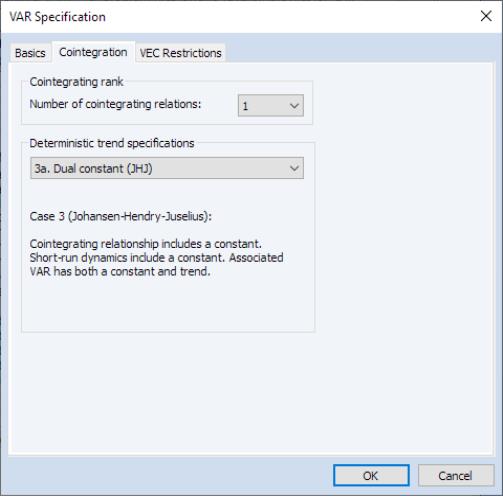 VAR Specification
Basics Cointegration VEC Restrictions
Cointegrating rank
Number of cointegrating relations: 1
Deterministic trend specifications
3a. Dual constant (JHJ)
Case 3 (Johansen-Hendry-Juselius):
Cointegrating relationship includes a constant.
Short-run dynamics include a constant. Associated
VAR has both a constant and trend.
OK Cancel